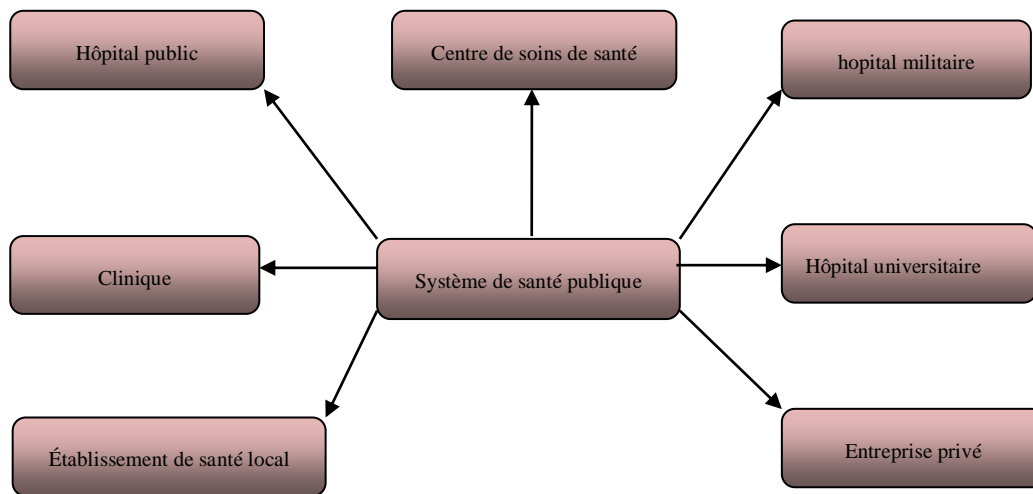 Hôpital public
Centre de soins de santé
hopital militaire
Clinique
Système de santé publique
Hôpital universitaire
Établissement de santé local
Entreprise privé